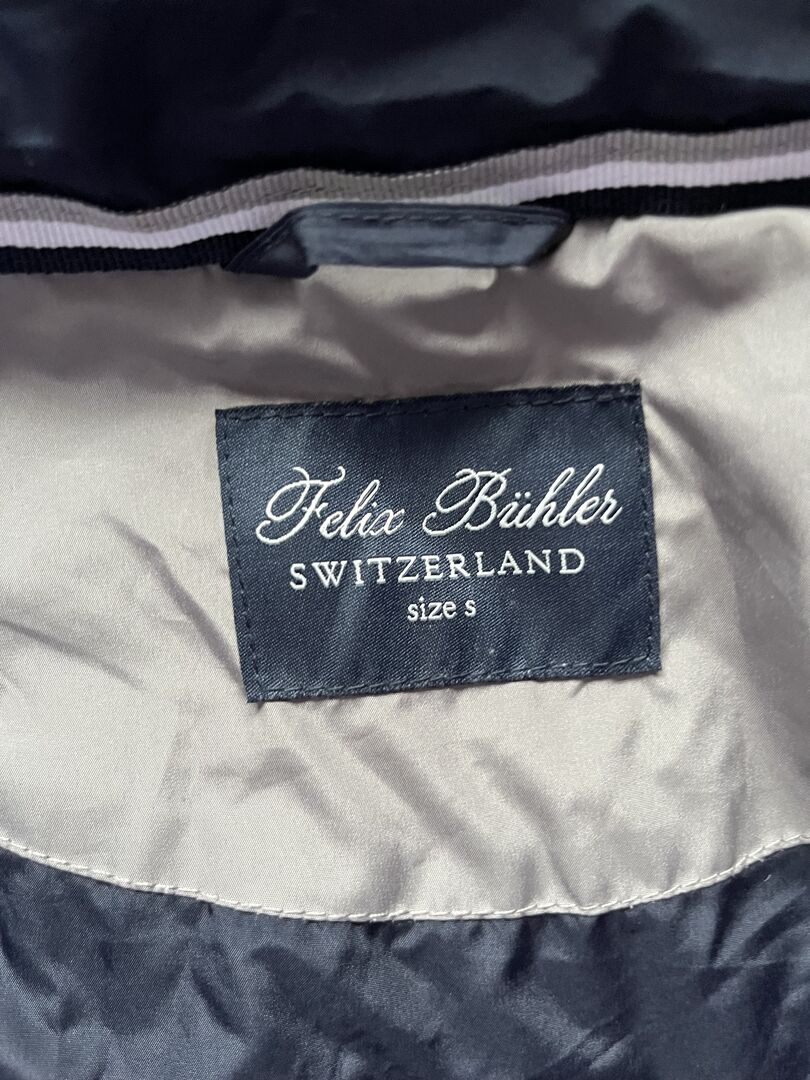 Felix Bühler
SWITZERLAND
size s